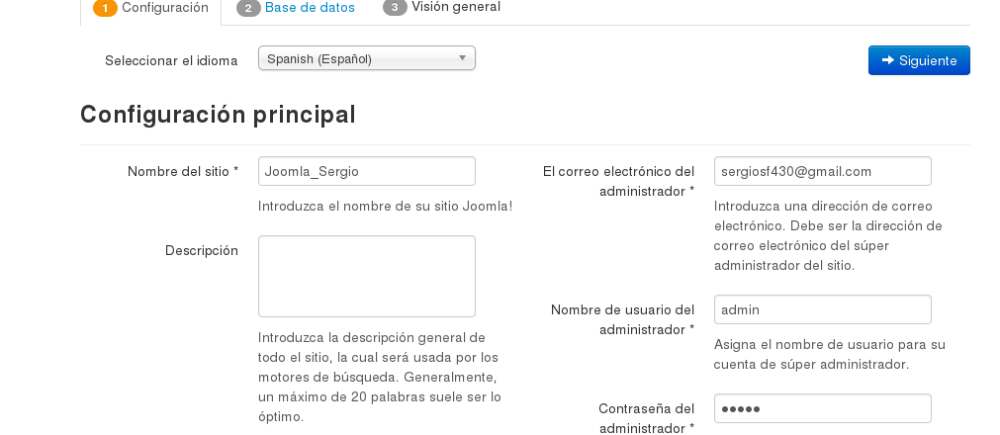 1 Configuración 2 Base de datos 3 Visión general
Seleccionar el idioma Spanish (Español) Siguiente
Configuración principal
Nombre del sitio * Joomla_Sergio
Introduzca el nombre de su sitio Joomla!
Descripción
Introduzca la descripción general de
todo el sitio, la cual será usada por los
motores de búsqueda. Generalmente,
un máximo de 20 palabras suele ser lo
óptimo.
El correo electrónico del
administrador *
sergiosf430@gmail.com
Introduzca una dirección de correo
electrónico. Debe ser la dirección de
correo electrónico del súper
administrador del sitio.
Nombre de usuario del
administrador *
admin
Asigna el nombre de usuario para su
cuenta de súper administrador.
Contraseña del
administrador *
●●●●●